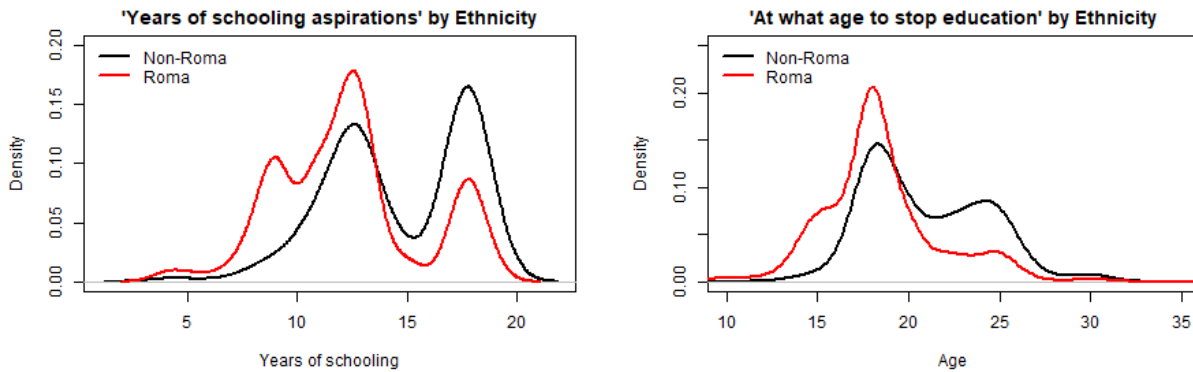 'Years of schooling aspirations' by Ethnicity
Non-Roma
Roma
Density
0.00
0.05
0.10
0.15
0.20
5 10 15 20
Years of schooling
'At what age to stop education' by Ethnicity
Non-Roma
Roma
Density
0.00
0.10
0.20
10 15 20 25 30 35
Age